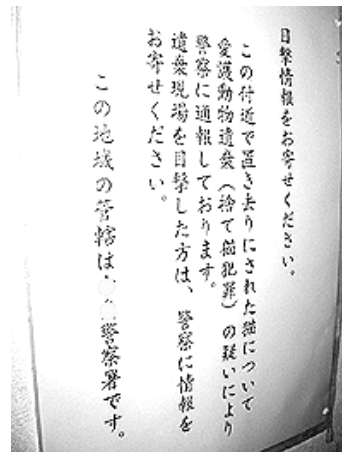 目撃情報をお寄せください。
この付近で置き去りにされた猫について
愛護動物遺棄（捨て猫犯罪）の疑いにより
警察に通報しております。
遺棄現場を目撃した方は、警察に情報を
お寄せください。
この地域の管轄は警察署です。